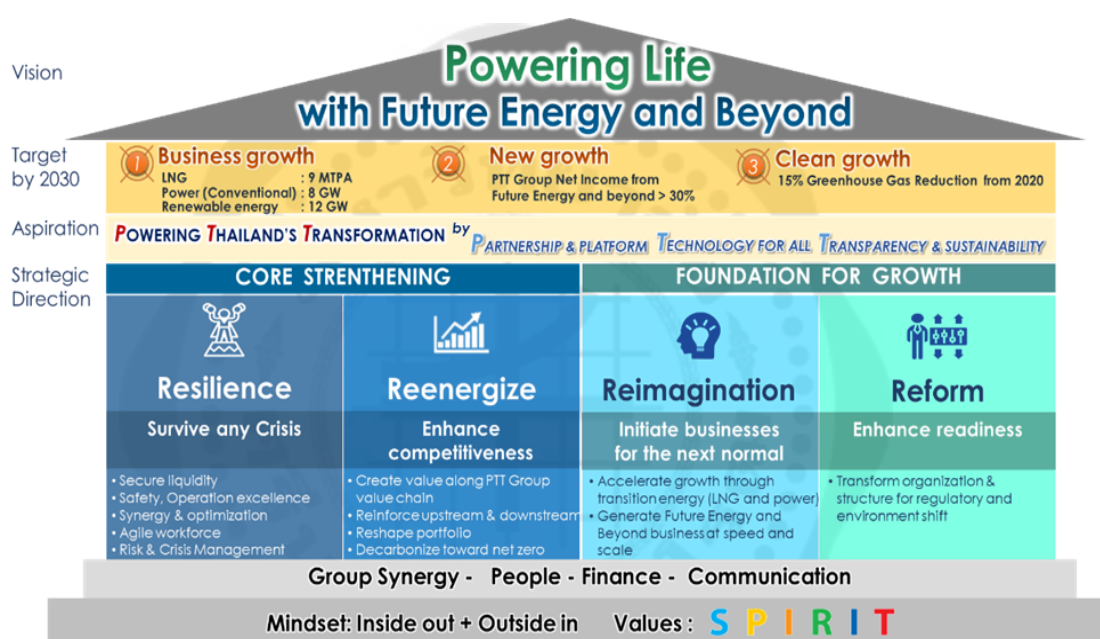 Vision
Powering Life
with Future Energy and Beyond
Target
by 2030
1 Business growth
LNG : 9 MTPA
Power (Conventional) : 8 GW
Renewable energy : 12 GW
2 New growth
PTT Group Net Income from
Future Energy and beyond > 30%
3 Clean growth
15% Greenhouse Gas Reduction from 2020
Aspiration
POWERING THAILAND'S TRANSFORMATION by PARTNERSHIP & PLATFORM TECHNOLOGY FOR ALL TRANSPARENCY & SUSTAINABILITY
Strategic
Direction
CORE STRENTHENING
FOUNDATION FOR GROWTH
Resilience
Survive any Crisis
• Secure liquidity
• Safety, Operation excellence
• Synergy & optimization
• Agile workforce
• Risk & Crisis Management
Reenergize
Enhance
competitiveness
• Create value along PTT Group
value chain
• Reinforce upstream & downstream
• Reshape portfolio
• Decarbonize toward net zero
Reimagination
Initiate businesses
for the next normal
• Accelerate growth through
transition energy (LNG and power)
• Generate Future Energy and
Beyond business at speed and
scale
Reform
Enhance readiness
• Transform organization &
structure for regulatory and
environment shift
Group Synergy - People - Finance - Communication
Mindset: Inside out + Outside in Values : S P I R I T